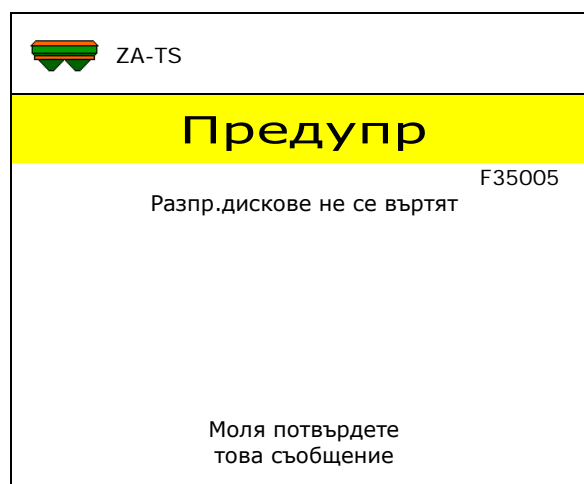 ZA-TS
Предупр
F35005
Разпр.дискове не се въртят
Моля потвърдете
това съобщение